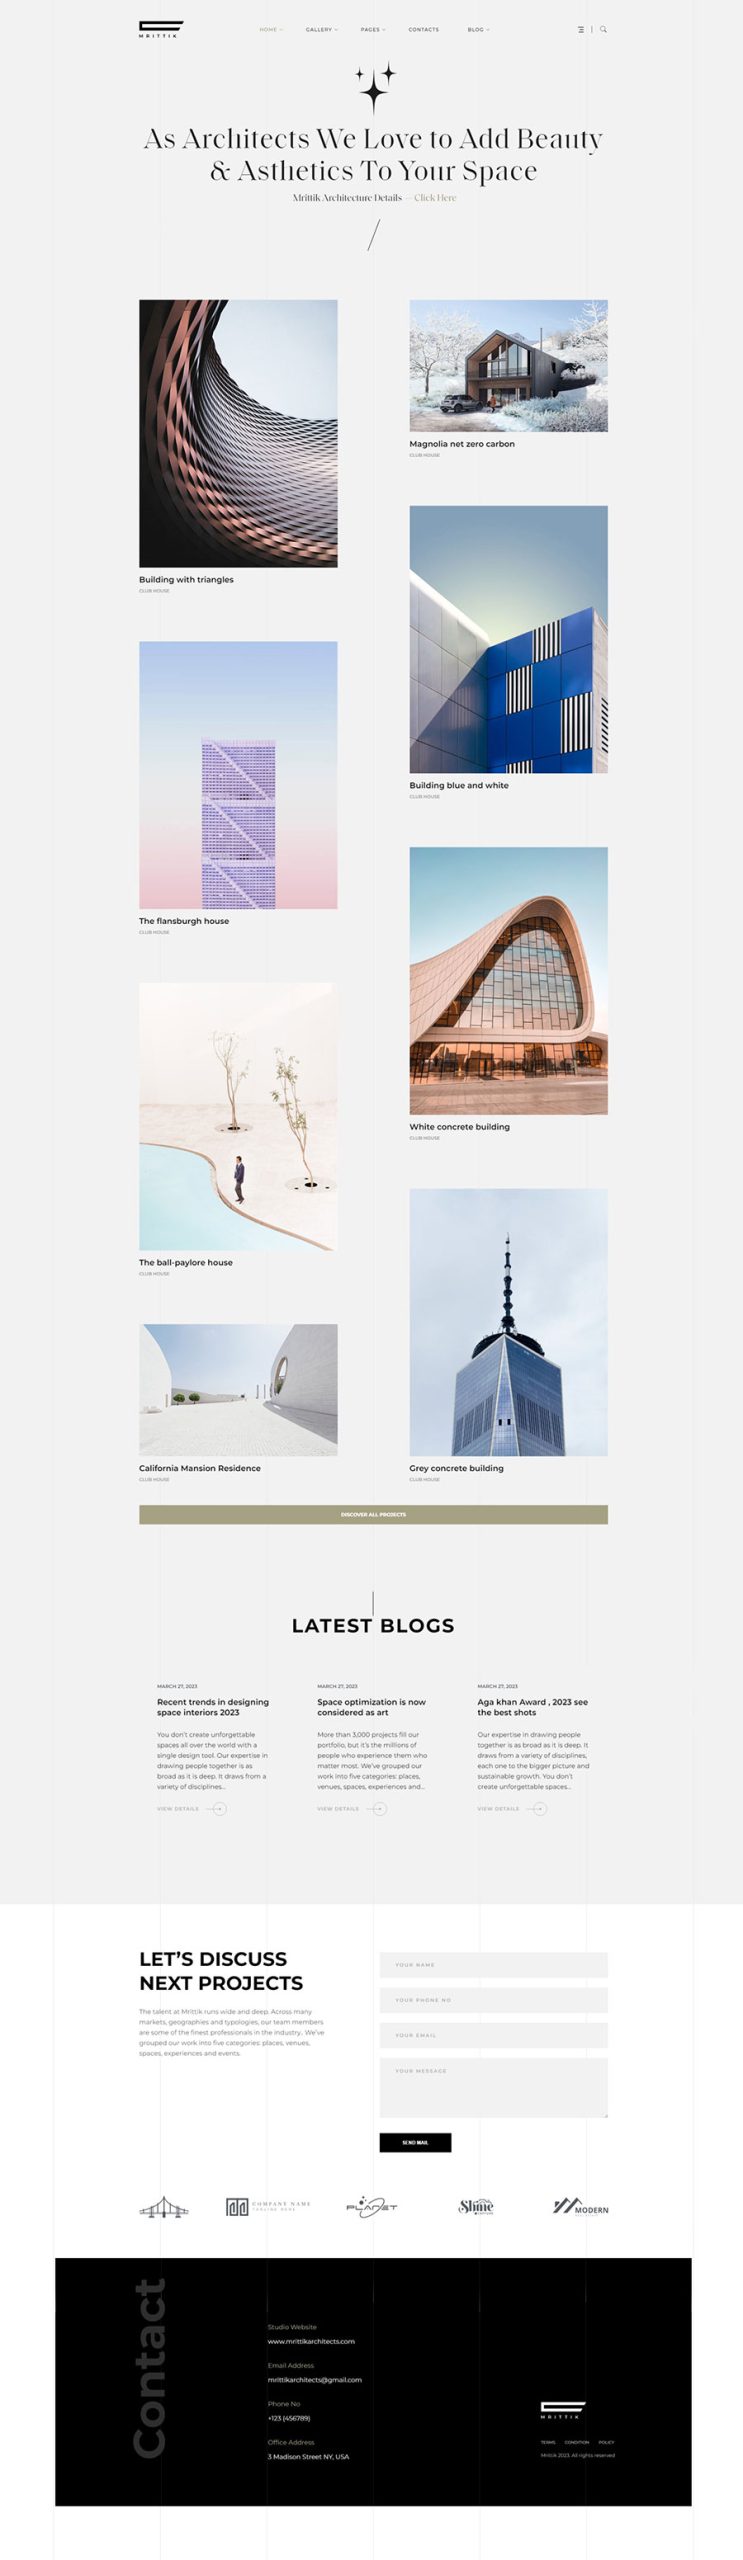 MRITTIK
HOME
GALLERY
PAGES
CONTACTS
BLOG
As Architects We Love to Add Beauty
& Asthetics To Your Space
Mrittik Architecture Details – Click Here
Building with triangles
CLUB HOUSE
Magnolia net zero carbon
CLUB HOUSE
The flansburgh house
CLUB HOUSE
Building blue and white
CLUB HOUSE
The ball-paylore house
CLUB HOUSE
White concrete building
CLUB HOUSE
California Mansion Residence
CLUB HOUSE
Grey concrete building
CLUB HOUSE
DISCOVER ALL PROJECTS
LATEST BLOGS
MARCH 27, 2023
Recent trends in designing
space interiors 2023
You don't create unforgettable
spaces all over the world with a
single design tool. Our expertise in
drawing people together is as
broad as it is deep. It draws from a
variety of disciplines...
VIEW DETAILS
MARCH 27, 2023
Space optimization is now
considered as art
More than 3,000 projects fill our
portfolio, but it's the millions of
people who experience them who
matter most. We've grouped our
work into five categories: places,
venues, spaces, experiences and...
VIEW DETAILS
MARCH 27, 2023
Aga khan Award , 2023 see
the best shots
Our expertise in drawing people
together is as broad as it is deep. It
draws from a variety of disciplines,
each one to the bigger picture and
sustainable growth. You don't
create unforgettable spaces...
VIEW DETAILS
LET'S DISCUSS
NEXT PROJECTS
The talent at Mrittik runs wide and deep. Across many
markets, geographies and typologies, our team members
are some of the finest professionals in the industry. We've
grouped our work into five categories: places, venues,
spaces, experiences and events.
YOUR NAME
YOUR PHONE NO
YOUR EMAIL
YOUR MESSAGE
SEND MAIL
COMPANY NAME
TAGLINE HERE
PLANET
Shine
MODERN
Contact
Studio Website
www.mrittikarchitects.com
Email Address
mrittikarchitects@gmail.com
Phone No
+123 (456789)
Office Address
3 Madison Street NY, USA
MRITTIK
TERMS
CONDITION
POLICY
Mrittik 2023. All rights reserved